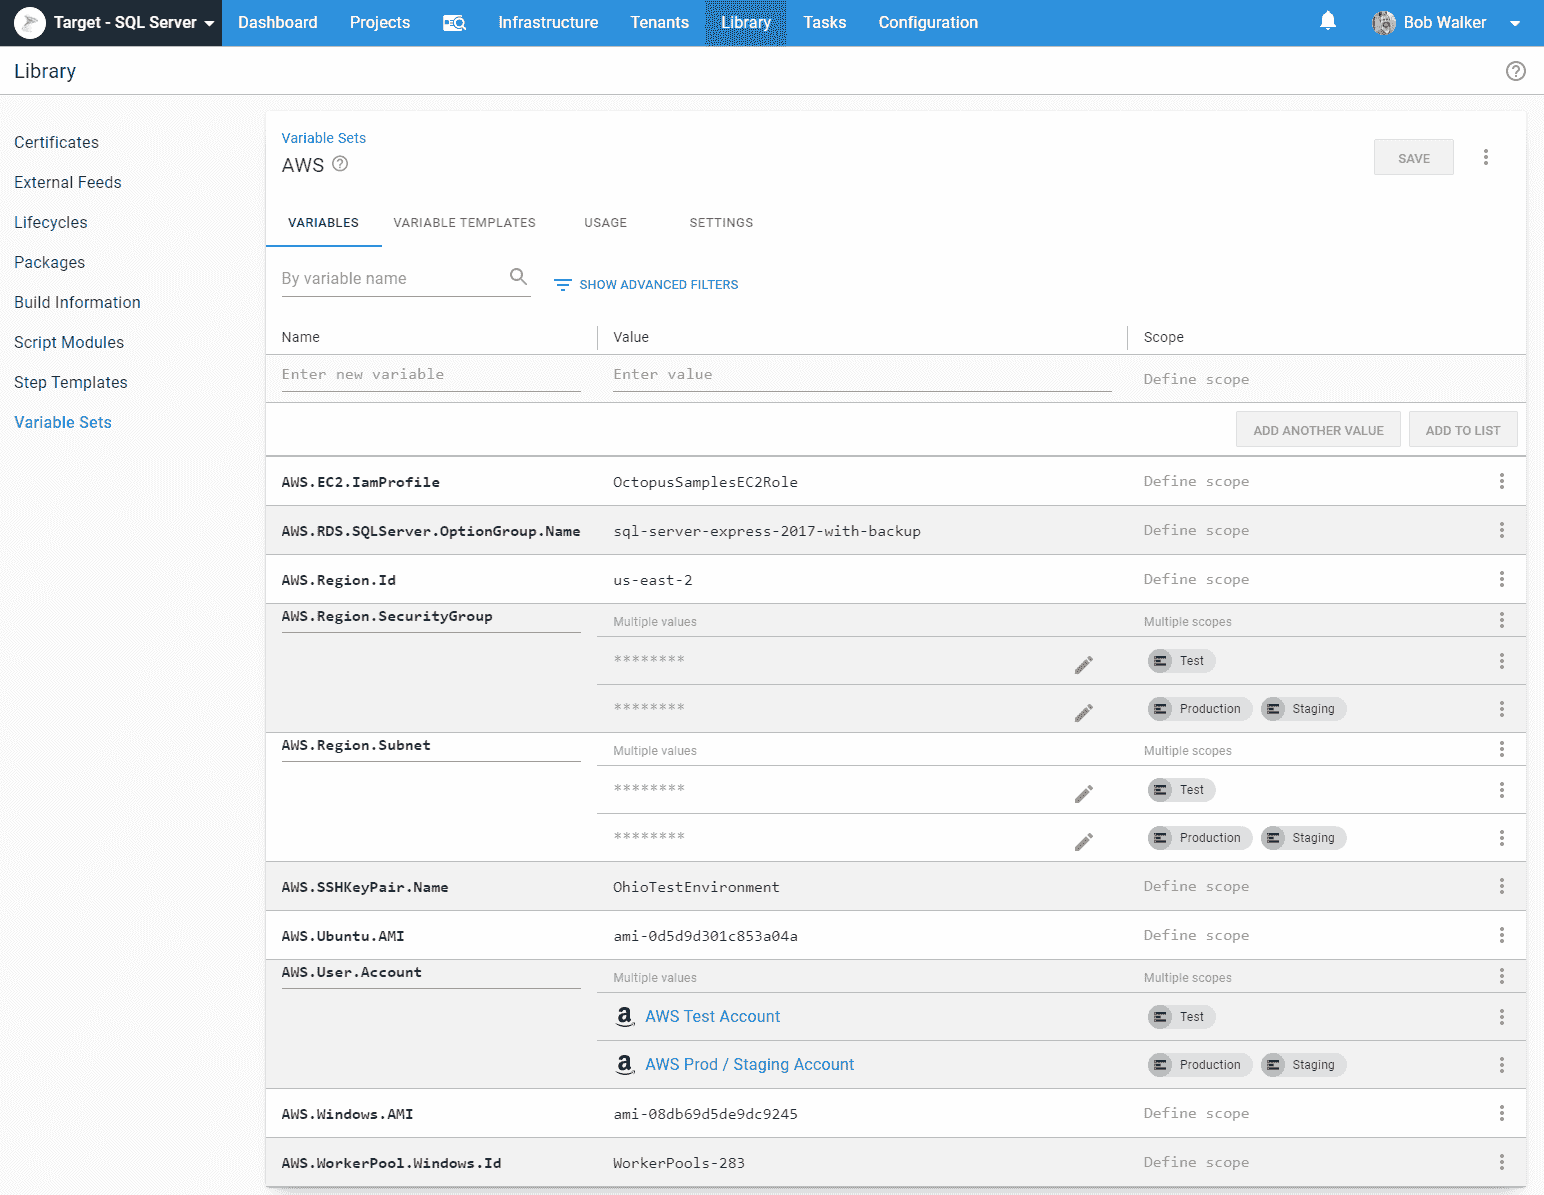 Target - SQL Server Dashboard Projects Infrastructure Tenants Library Tasks Configuration Bob Walker
Library
Certificates
External Feeds
Lifecycles
Packages
Build Information
Script Modules
Step Templates
Variable Sets
Variable Sets
AWS
SAVE
VARIABLES VARIABLE TEMPLATES USAGE SETTINGS
By variable name SHOW ADVANCED FILTERS
Name Value Scope
Enter new variable Enter value Define scope
ADD ANOTHER VALUE ADD TO LIST
AWS.EC2.IamProfile OctopusSamplesEC2Role Define scope
AWS.RDS.SQLServer.OptionGroup.Name sql-server-express-2017-with-backup Define scope
AWS.Region.Id us-east-2 Define scope
AWS.Region.SecurityGroup Multiple values Multiple scopes
******** Test
******** Production Staging
AWS.Region.Subnet Multiple values Multiple scopes
******** Test
******** Production Staging
AWS.SSHKeyPair.Name OhioTestEnvironment Define scope
AWS.Ubuntu.AMI ami-0d5d9d301c853a04a Define scope
AWS.User.Account Multiple values Multiple scopes
AWS Test Account Test
AWS Prod / Staging Account Production Staging
AWS.Windows.AMI ami-08db69d5de9dc9245 Define scope
AWS.WorkerPool.Windows.Id WorkerPools-283 Define scope